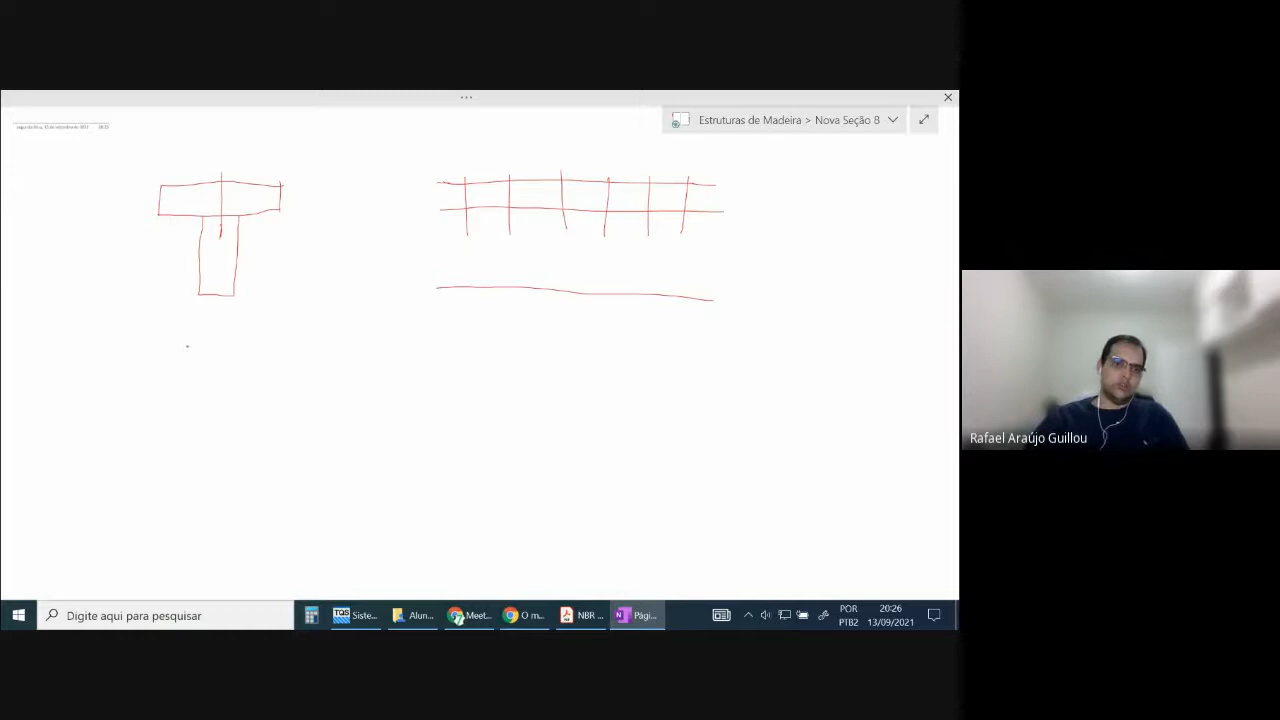 Estruturas de Madeira > Nova Seção 8
Rafael Araújo Guillou
Digite aqui para pesquisar
TQS Siste...
Alun...
Meet...
O m...
NBR ...
Pági...
POR
PTB2
20:26
13/09/2021